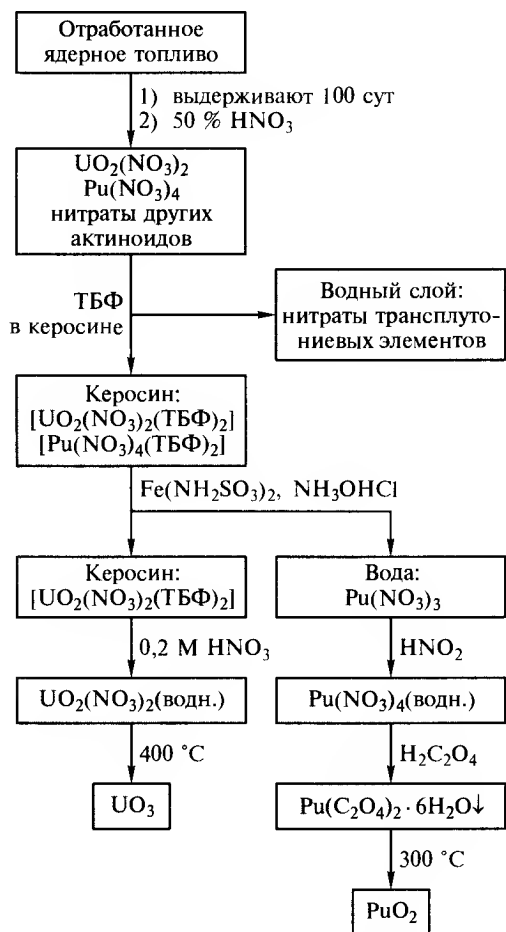 Отработанное
ядерное топливо
1) выдерживают 100 сут
2) 50 % HNO₃
UO₂(NO₃)₂
Pu(NO₃)₄
нитраты других
актиноидов
ТБФ
в керосине
Водный слой:
нитраты трансплуто-
ниевых элементов
Керосин:
[UO₂(NO₃)₂(ТБФ)₂]
[Pu(NO₃)₄(ТБФ)₂]
Fe(NH₂SO₃)₂, NH₃OHCl
Керосин:
[UO₂(NO₃)₂(ТБФ)₂]
Вода:
Pu(NO₃)₃
0,2 М HNO₃
HNO₂
UO₂(NO₃)₂(водн.)
Pu(NO₃)₄(водн.)
400 °C
H₂C₂O₄
UO₃
Pu(C₂O₄)₂ · 6H₂O↓
300 °C
PuO₂